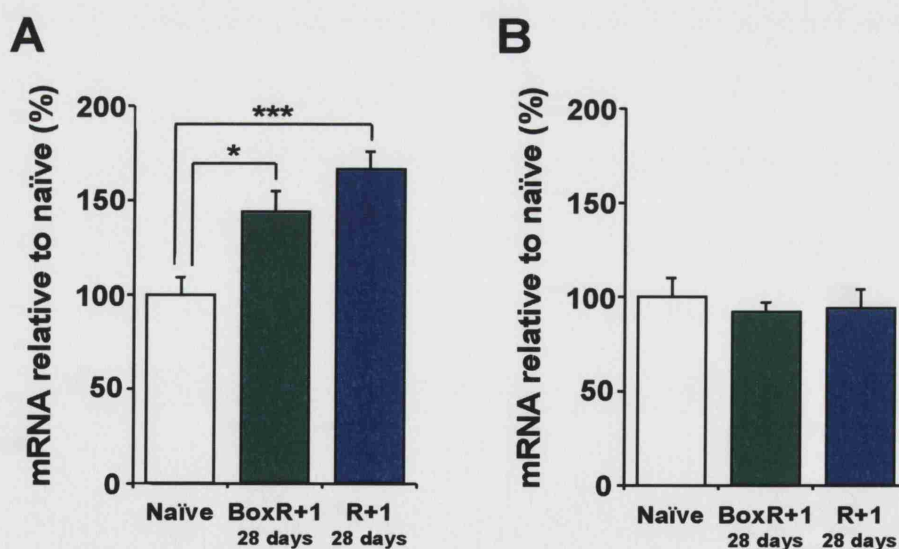 A
mRNA relative to naïve (%)
200
150
100
50
0
***
*
Naïve BoxR+1 R+1
28 days 28 days
B
mRNA relative to naïve (%)
200
150
100
50
0
Naïve BoxR+1 R+1
28 days 28 days